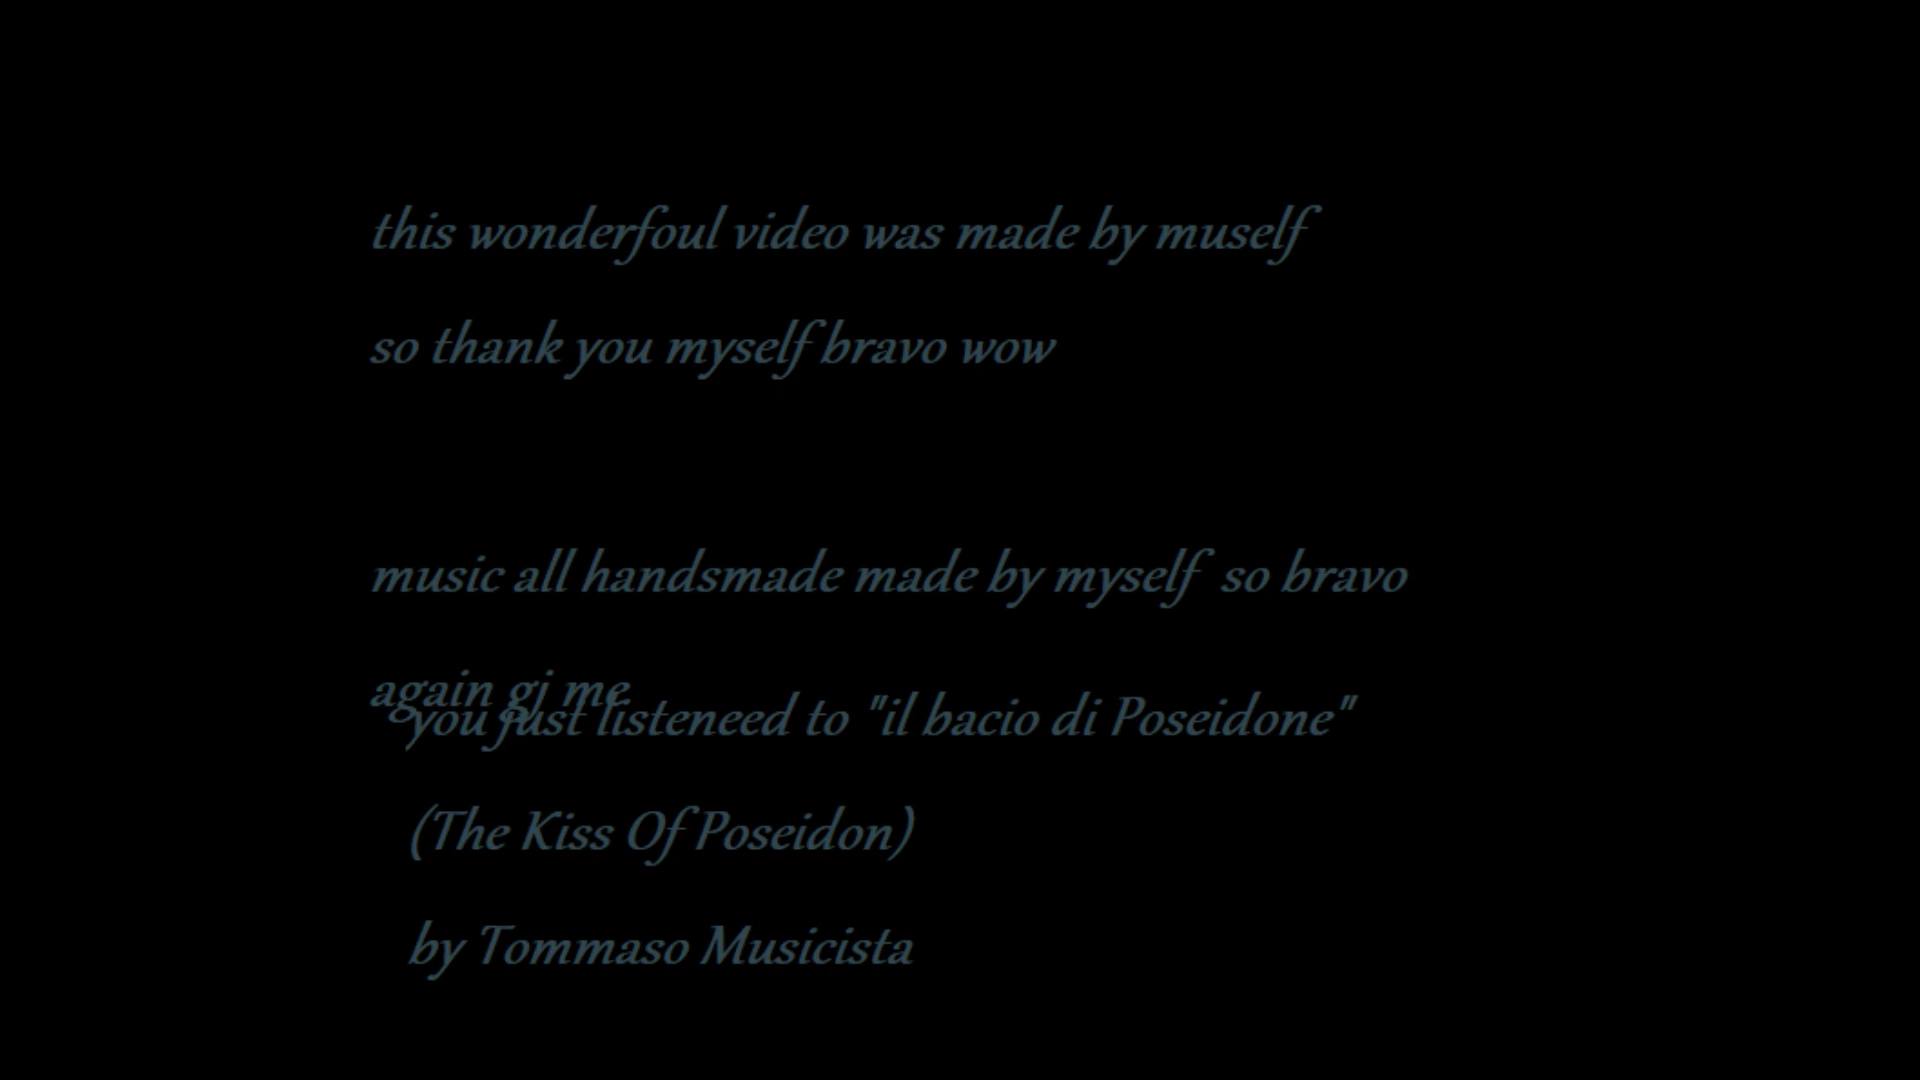 this wonderfoul video was made by muself
so thank you myself bravo wow
music all handsmade made by myself  so bravo
again gj me
you just listeneed to "il bacio di Poseidone"
(The Kiss Of Poseidon)
by Tommaso Musicista